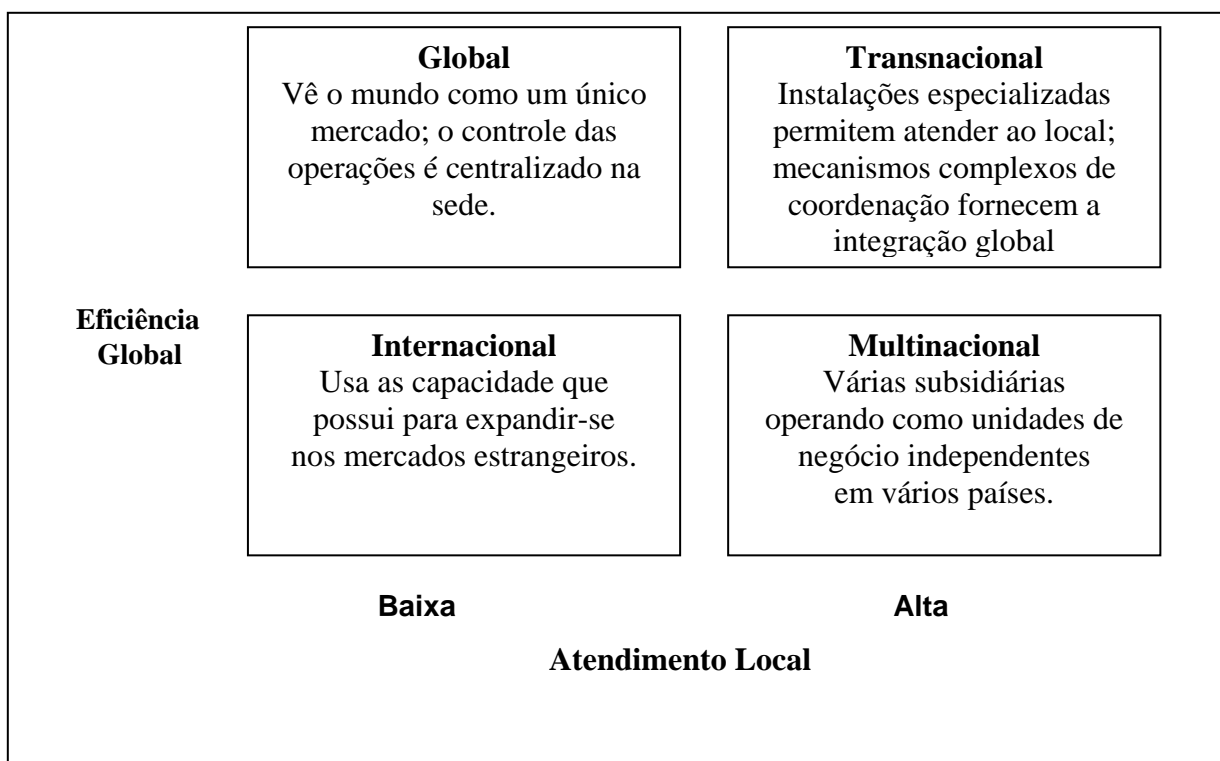 Global
Vê o mundo como um único
mercado; o controle das
operações é centralizado na
sede.
Transnacional
Instalações especializadas
permitem atender ao local;
mecanismos complexos de
coordenação fornecem a
integração global
Eficiência
Global
Internacional
Usa as capacidade que
possui para expandir-se
nos mercados estrangeiros.
Multinacional
Várias subsidiárias
operando como unidades de
negócio independentes
em vários países.
Baixa
Alta
Atendimento Local